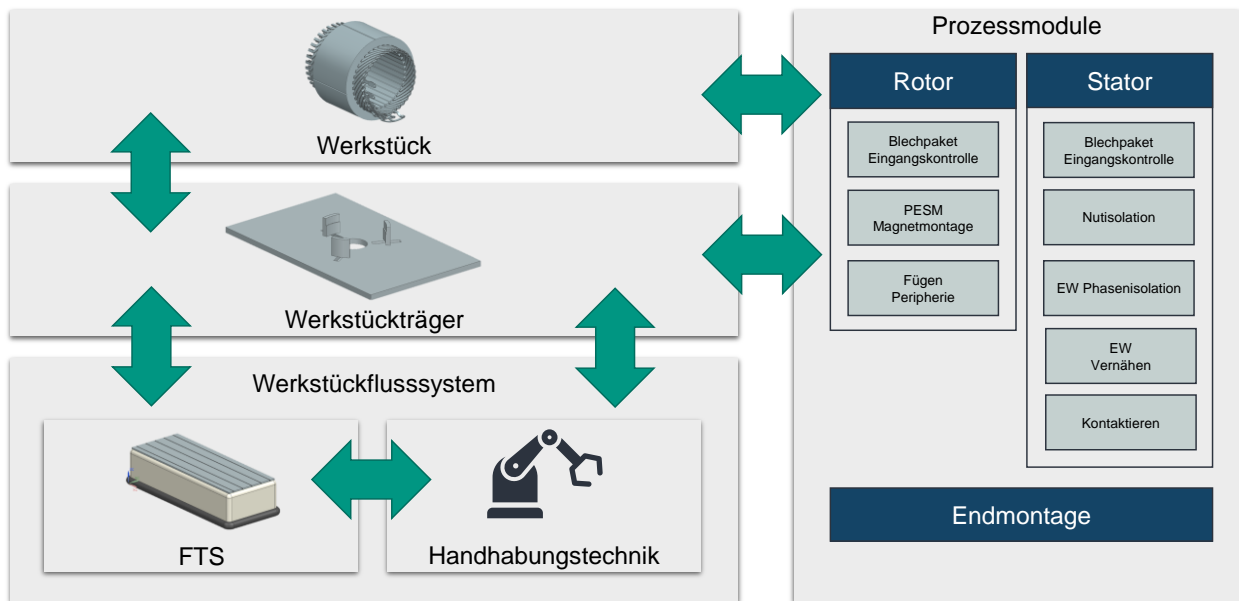 Werkstück
Werkstückträger
Werkstückflusssystem
FTS
Handhabungstechnik
Prozessmodule
Rotor
Blechpaket
Eingangskontrolle
PESM
Magnetmontage
Fügen
Peripherie
Stator
Blechpaket
Eingangskontrolle
Nutisolation
EW Phasenisolation
EW
Vernähen
Kontaktieren
Endmontage